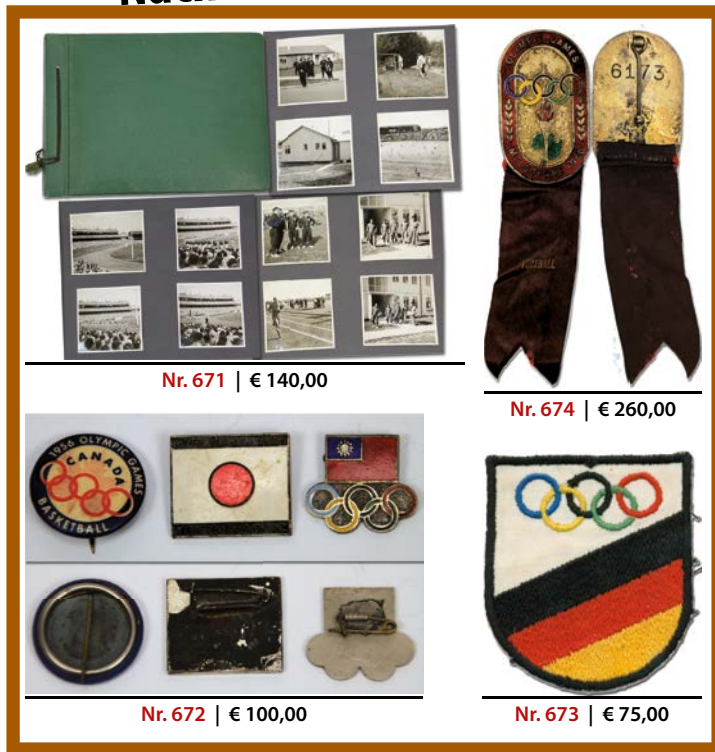 OLYMPIC GAMES
6173
Nr. 671 | € 140,00
Nr. 674 | € 260,00
1956 OLYMPIC GAMES
CANADA
BASKETBALL
Nr. 672 | € 100,00
Nr. 673 | € 75,00